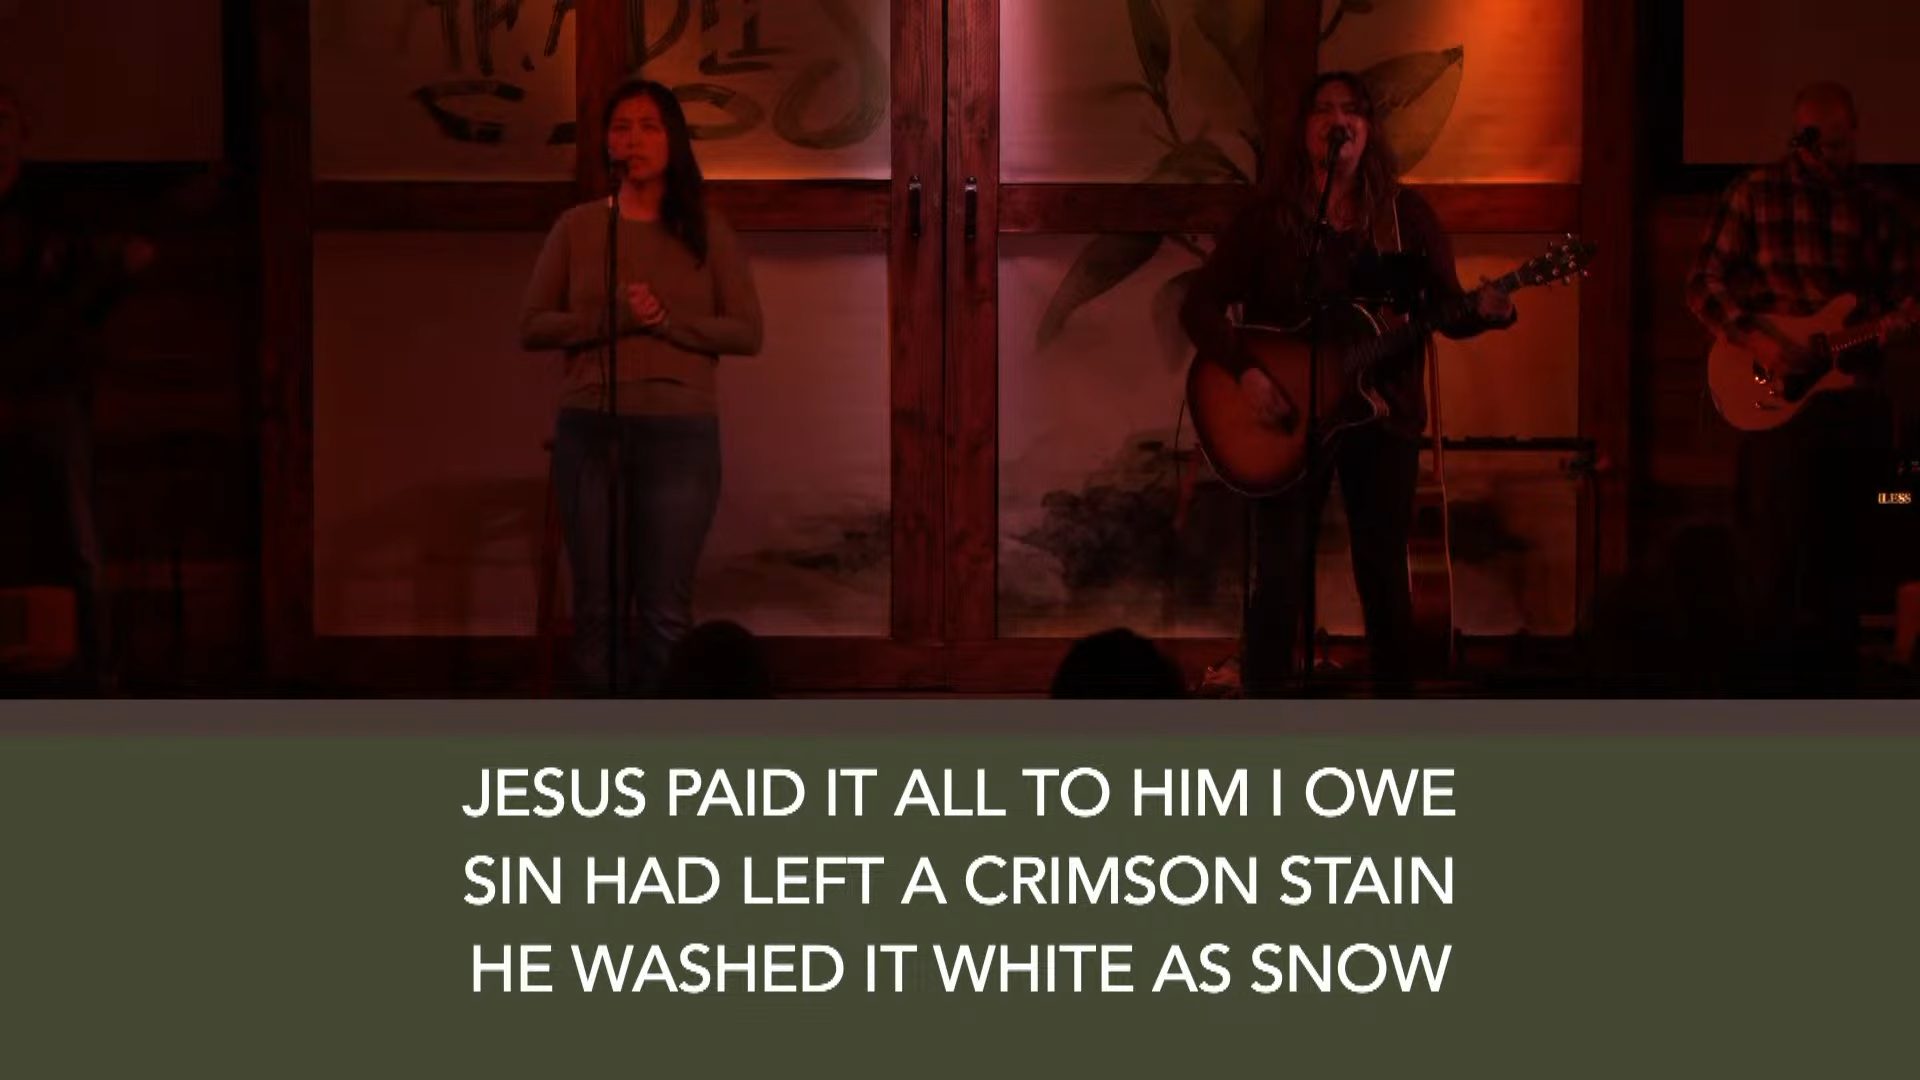 JESUS PAID IT ALL TO HIM I OWE
SIN HAD LEFT A CRIMSON STAIN
HE WASHED IT WHITE AS SNOW